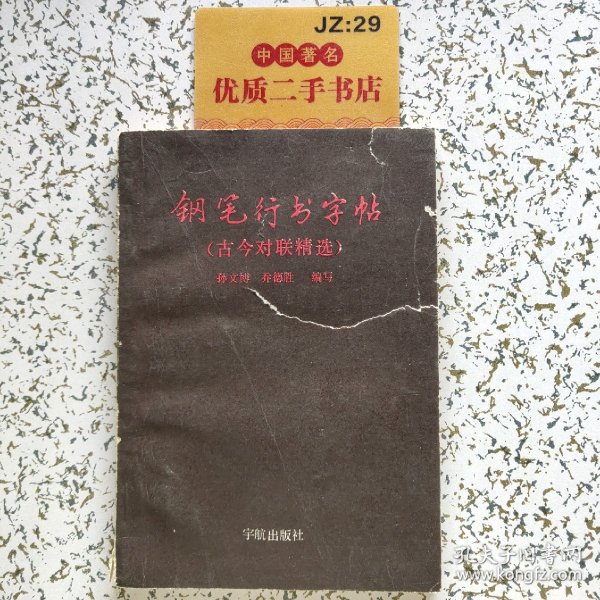 JZ:29
中国著名
优质二手书店
钢笔行书字帖
（古今对联精选）
孙文博 乔德胜 编写
宇航出版社
孔夫子旧书网
www.kongfz.com